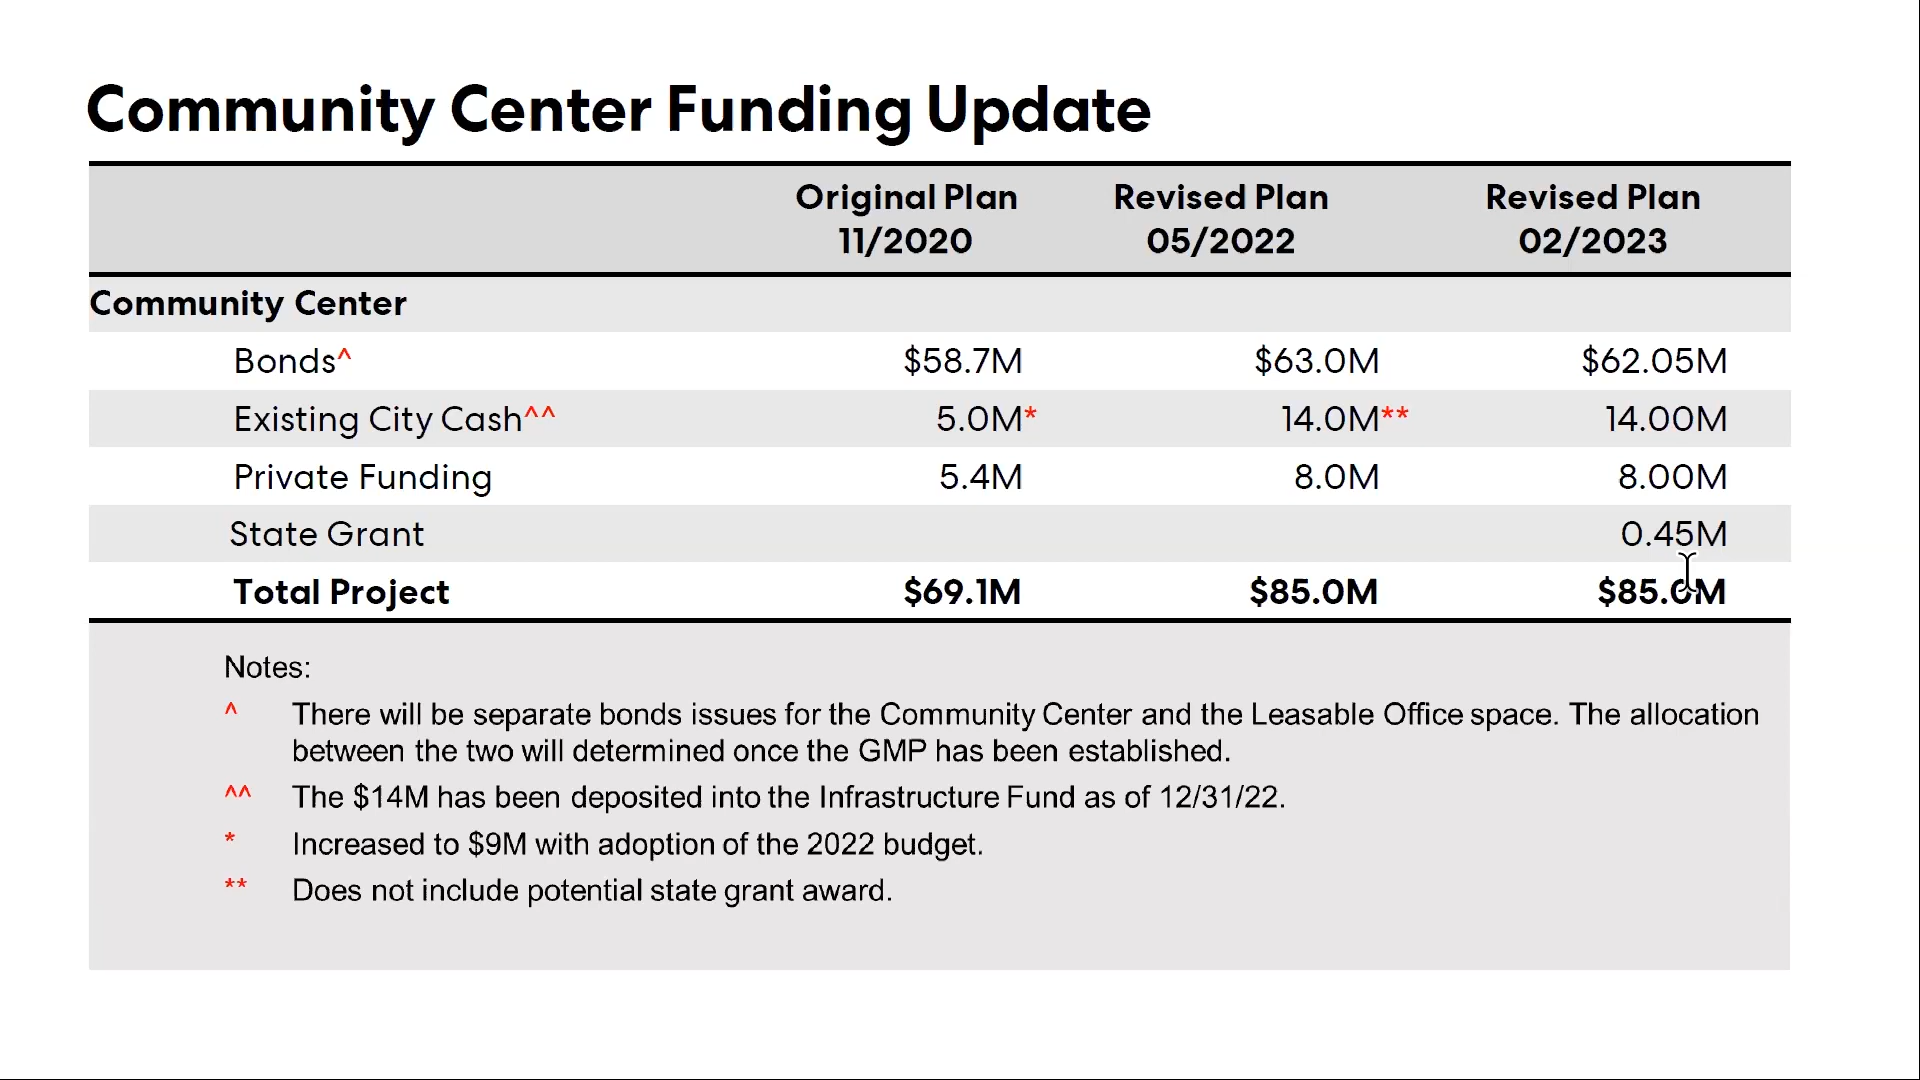 Community Center Funding Update
Original Plan Revised Plan Revised Plan
11/2020 05/2022 02/2023
Community Center
Bonds^ $58.7M $63.0M $62.05M
Existing City Cash^^ 5.0M* 14.0M** 14.00M
Private Funding 5.4M 8.0M 8.00M
State Grant 0.45M
Total Project $69.1M $85.0M $85.0M
Notes:
^ There will be separate bonds issues for the Community Center and the Leasable Office space. The allocation
between the two will determined once the GMP has been established.
^^ The $14M has been deposited into the Infrastructure Fund as of 12/31/22.
* Increased to $9M with adoption of the 2022 budget.
** Does not include potential state grant award.